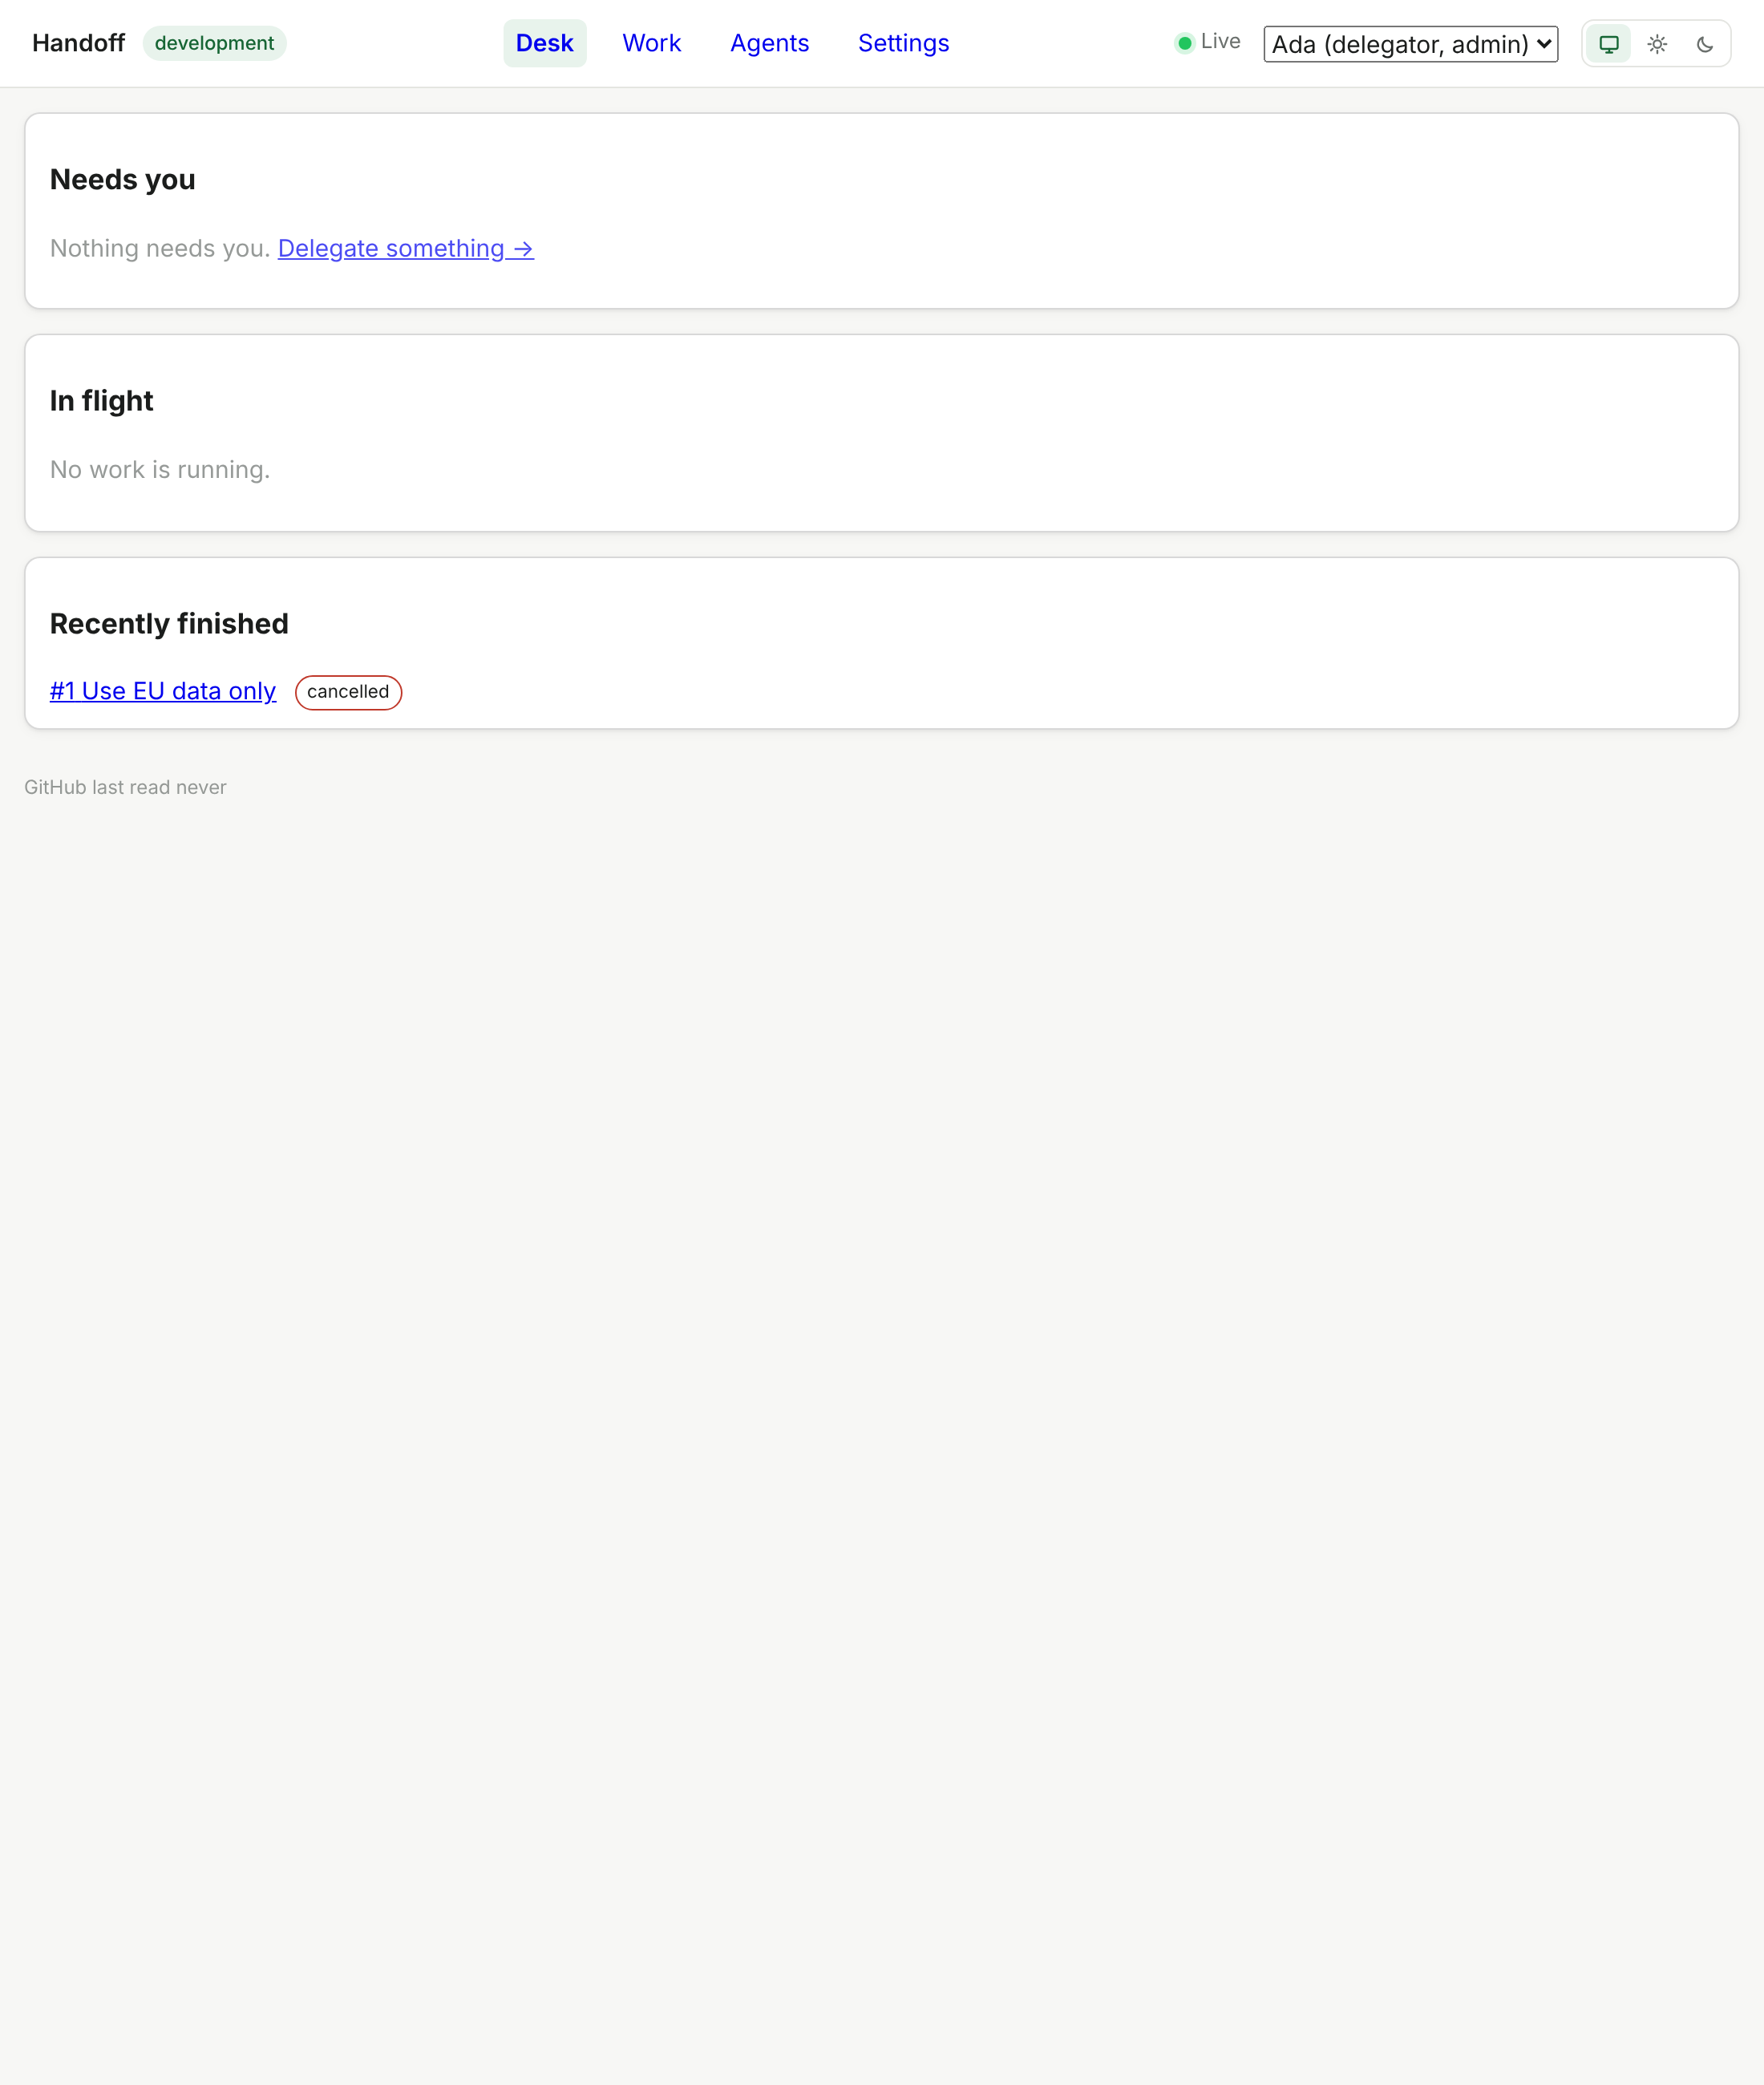 Handoff development Desk Work Agents Settings Live Ada (delegator, admin)
Needs you
Nothing needs you. Delegate something →
In flight
No work is running.
Recently finished
#1 Use EU data only cancelled
GitHub last read never